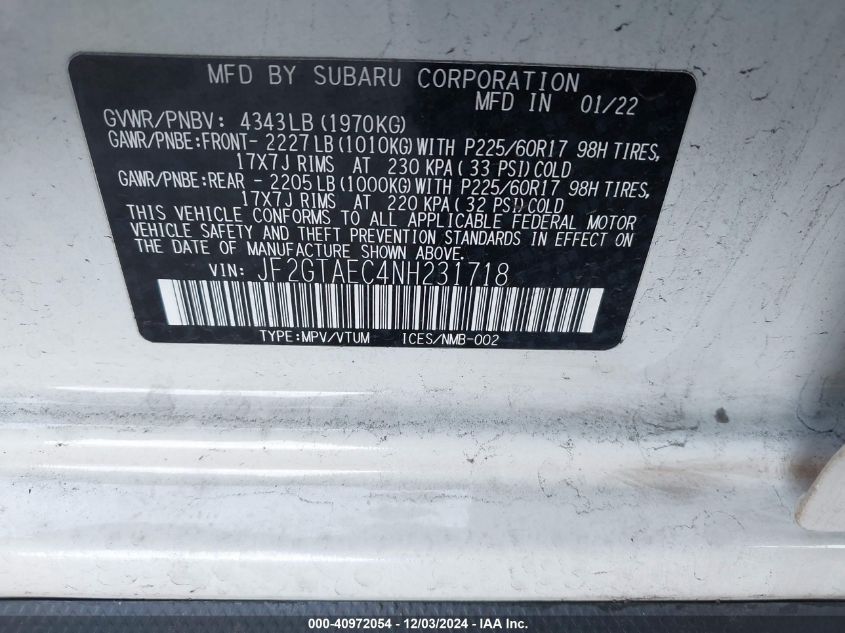 MFD BY SUBARU CORPORATION
MFD IN 01/22
GVWR/PNBV: 4343LB(1970KG)
GAWR/PNBE:FRONT- 2227LB(1010KG)WITH P225/60R17 98H TIRES,
17X7J RIMS AT 230 KPA(33 PSI)COLD
GAWR/PNBE:REAR - 2205LB(1000KG)WITH P225/60R17 98H TIRES,
17X7J RIMS AT 220 KPA(32 PSI)COLD
THIS VEHICLE CONFORMS TO ALL APPLICABLE FEDERAL MOTOR
VEHICLE SAFETY AND THEFT PREVENTION STANDARDS IN EFFECT ON
THE DATE OF MANUFACTURE SHOWN ABOVE.
VIN: JF2GTAEC4NH231718
TYPE:MPV/VTUM ICES/NMB-002
000-40972054 - 12/03/2024 - IAA Inc.